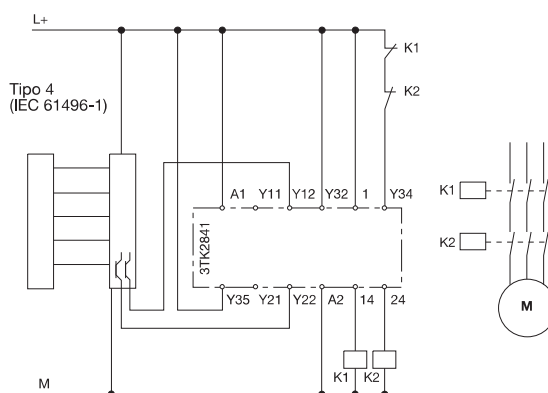 L+
K1
K2
Tipo 4
(IEC 61496-1)
A1 Y11 Y12 Y32 1 Y34
3TK2841
Y35 Y21 Y22 A2 14 24
K1 K2
M
K1
K2
M